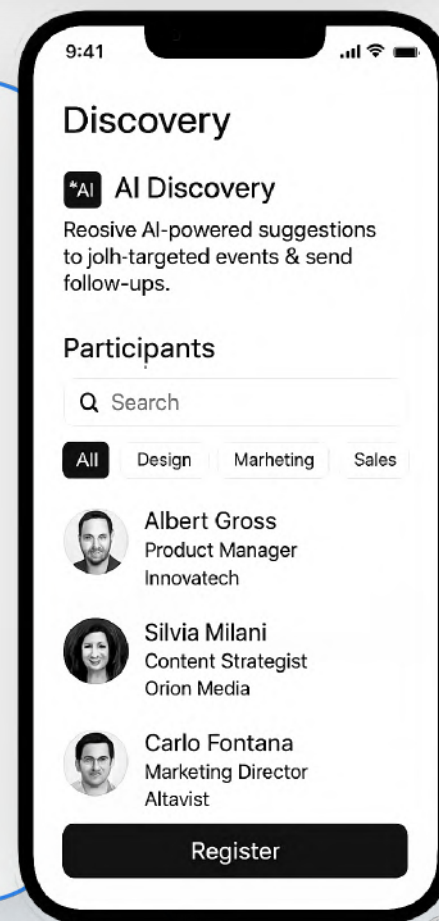 9:41
Discovery
AI AI Discovery
Reosive AI-powered suggestions
to jolh-targeted events & send
follow-ups.
Participants
Search
All Design Marheting Sales
Albert Gross
Product Manager
Innovatech
Silvia Milani
Content Strategist
Orion Media
Carlo Fontana
Marketing Director
Altavist
Register